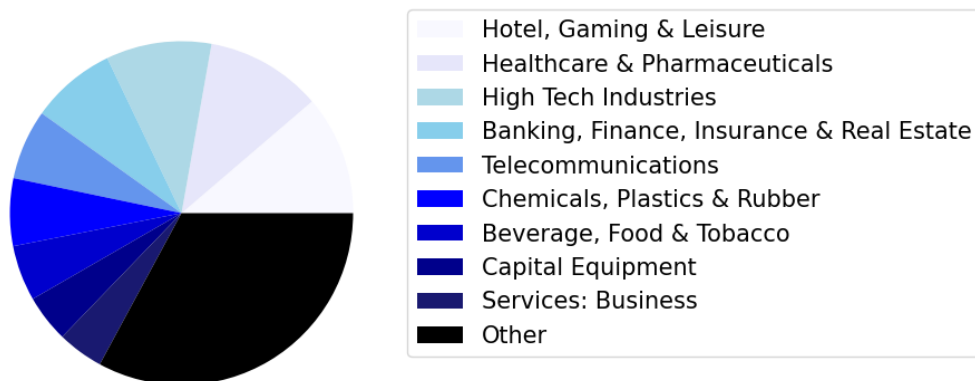 Hotel, Gaming & Leisure
Healthcare & Pharmaceuticals
High Tech Industries
Banking, Finance, Insurance & Real Estate
Telecommunications
Chemicals, Plastics & Rubber
Beverage, Food & Tobacco
Capital Equipment
Services: Business
Other